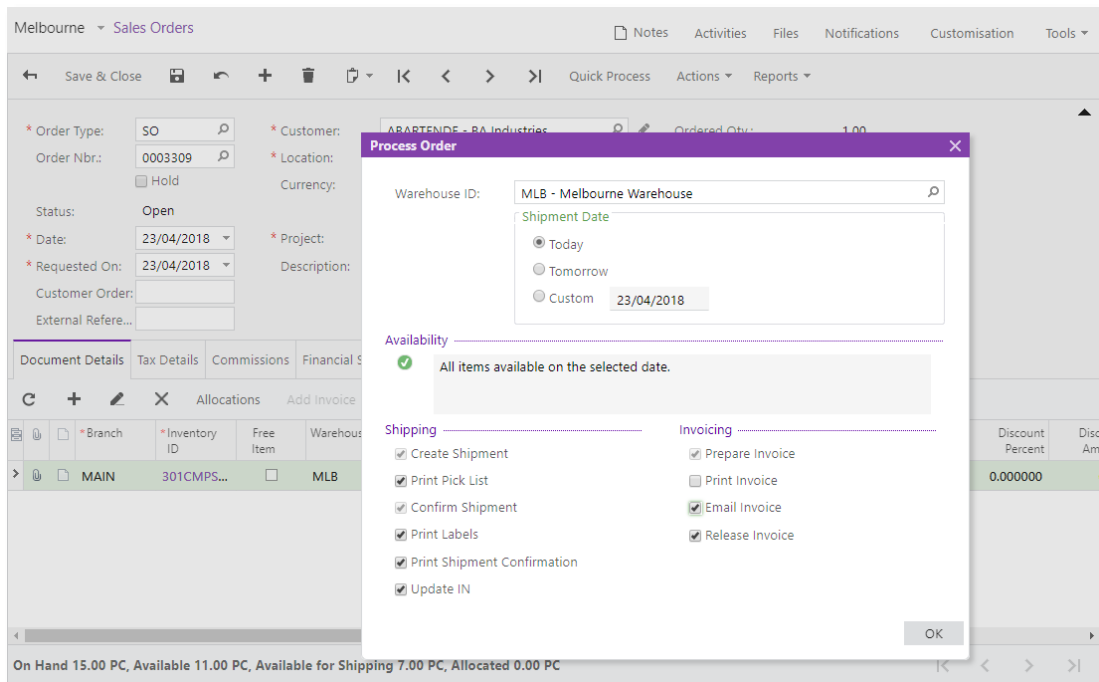 Melbourne Sales Orders
Notes Activities Files Notifications Customisation Tools
Save & Close Quick Process Actions Reports
* Order Type: SO
* Customer: ABARTENDE - BA Industries
Ordered Qty.: 1.00
Order Nbr.: 0003309
* Location:
Hold
Currency:
Status: Open
* Date: 23/04/2018
* Project:
* Requested On: 23/04/2018
Description:
Customer Order:
External Refere...
Process Order
Warehouse ID: MLB - Melbourne Warehouse
Shipment Date
Today
Tomorrow
Custom 23/04/2018
Availability
All items available on the selected date.
Shipping
Create Shipment
Print Pick List
Confirm Shipment
Print Labels
Print Shipment Confirmation
Update IN
Invoicing
Prepare Invoice
Print Invoice
Email Invoice
Release Invoice
OK
Document Details Tax Details Commissions Financial S
Allocations Add Invoice
* Branch
* Inventory
ID
Free
Item
Warehous
Discount
Percent
Disc
Am
MAIN 301CMPS... MLB 0.000000
On Hand 15.00 PC, Available 11.00 PC, Available for Shipping 7.00 PC, Allocated 0.00 PC